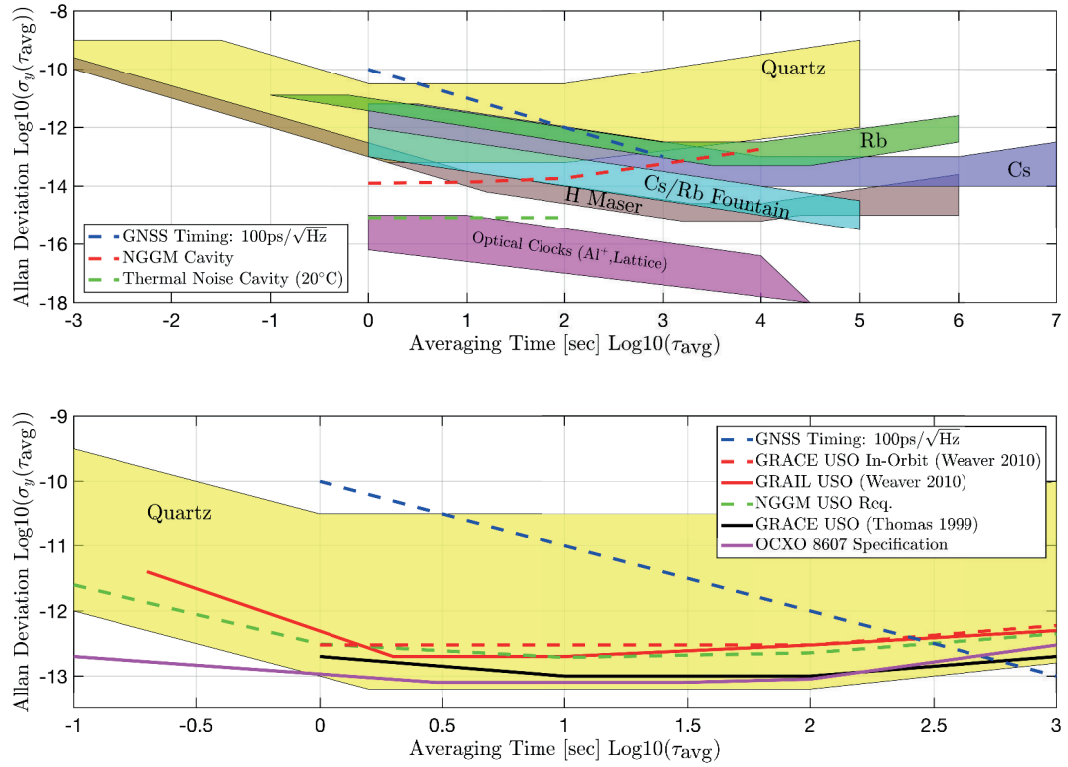 Allan Deviation Log10(σy(τavg))
-8
-10
-12
-14
-16
-18
Quartz
Rb
Cs
Cs/Rb Fountain
H Maser
Optical Clocks (Al+,Lattice)
GNSS Timing: 100ps/√Hz
NGGM Cavity
Thermal Noise Cavity (20°C)
-3 -2 -1 0 1 2 3 4 5 6 7
Averaging Time [sec] Log10(τavg)
Allan Deviation Log10(σy(τavg))
-9
-10
-11
-12
-13
Quartz
GNSS Timing: 100ps/√Hz
GRACE USO In-Orbit (Weaver 2010)
GRAIL USO (Weaver 2010)
NGGM USO Req.
GRACE USO (Thomas 1999)
OCXO 8607 Specification
-1 -0.5 0 0.5 1 1.5 2 2.5 3
Averaging Time [sec] Log10(τavg)